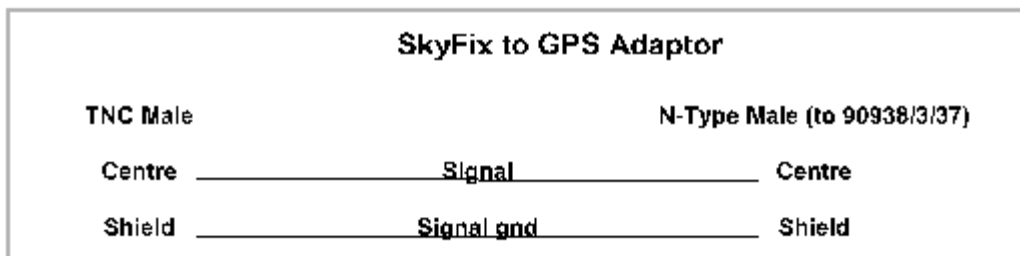 SkyFix to GPS Adaptor
TNC Male N-Type Male (to 90938/3/37)
Centre Signal Centre
Shield Signal gnd Shield